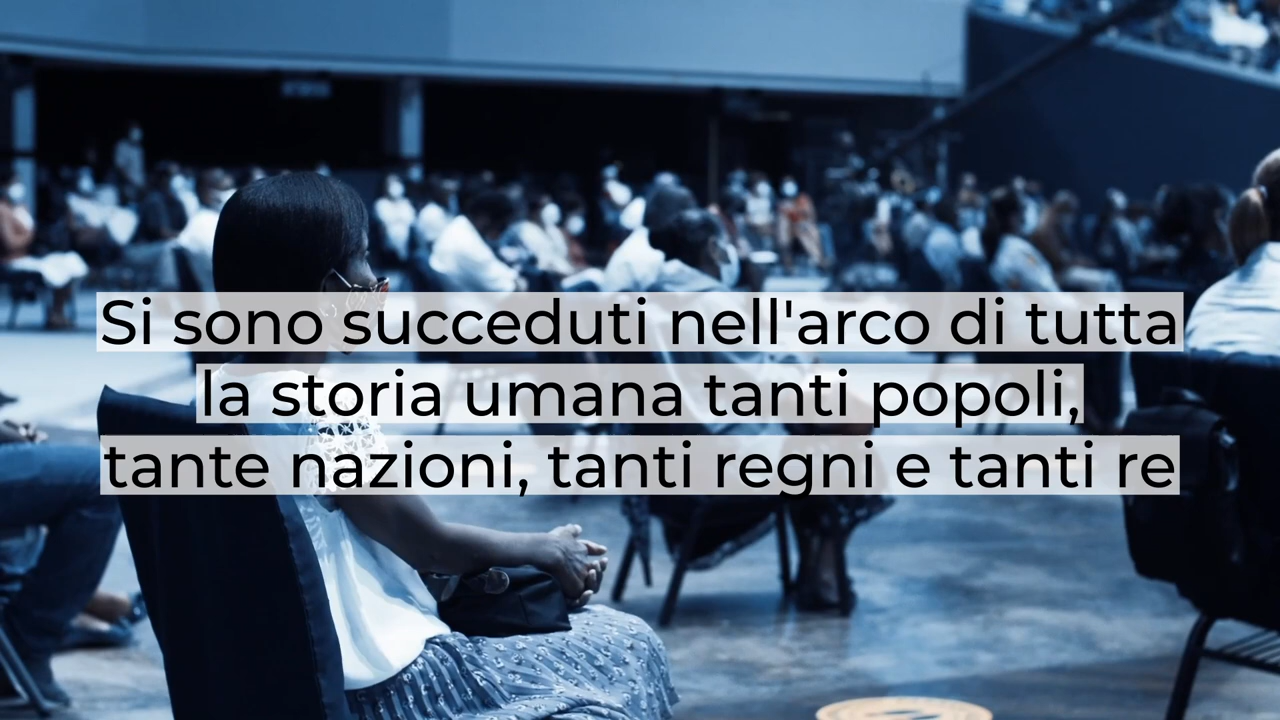 Si sono succeduti nell'arco di tutta
la storia umana tanti popoli,
tante nazioni, tanti regni e tanti re